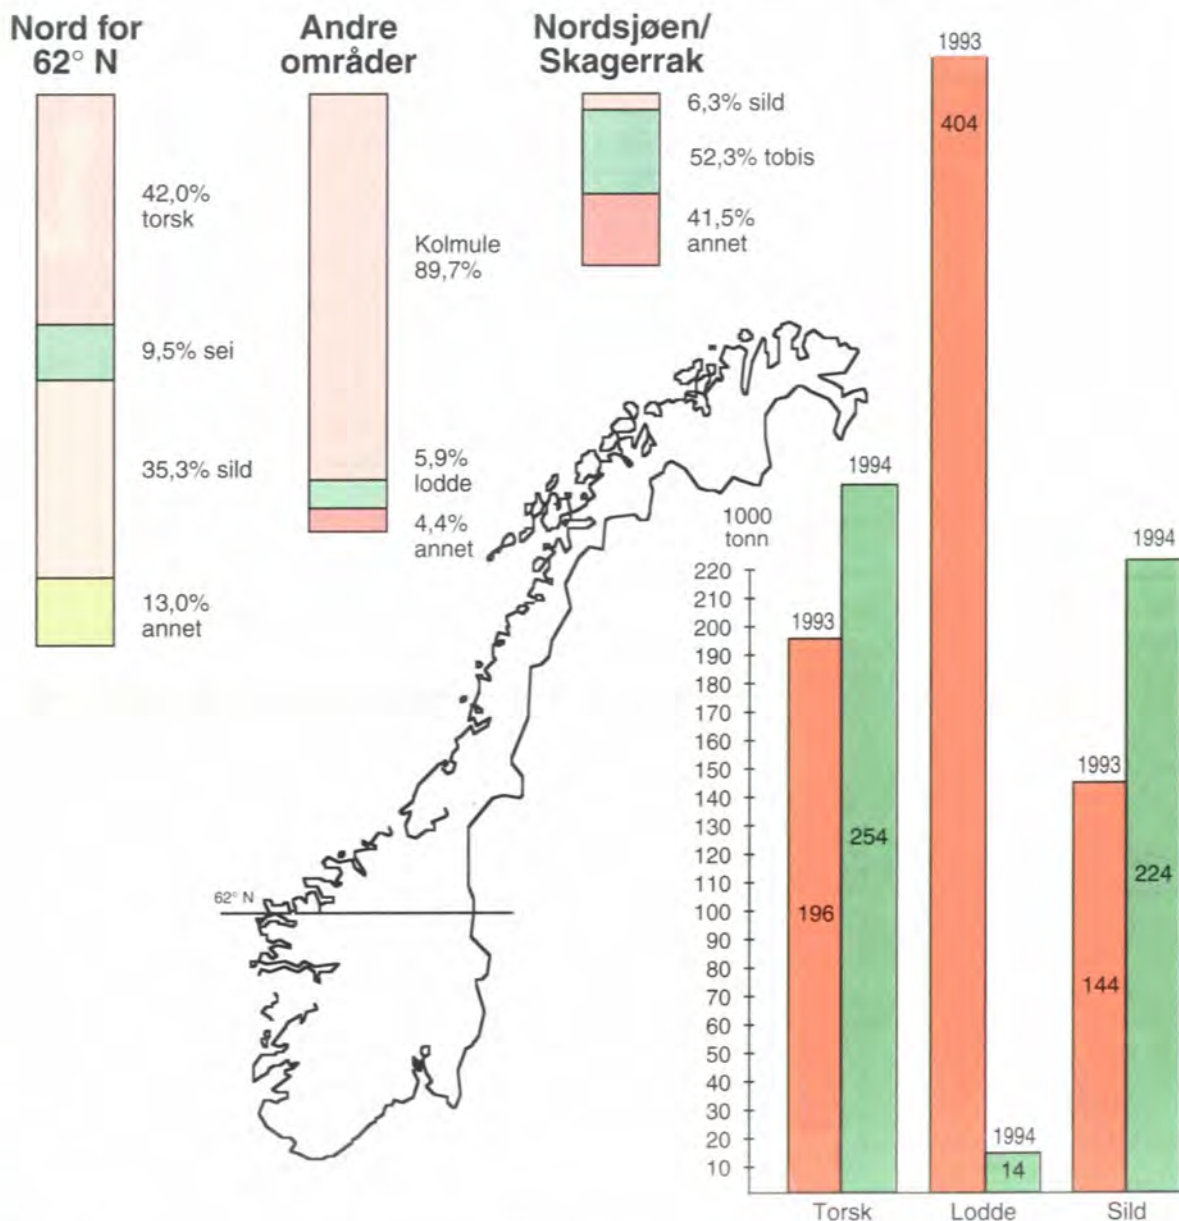 Nord for
62° N
42,0%
torsk
9,5% sei
35,3% sild
13,0%
annet
Andre
områder
Kolmule
89,7%
5,9%
lodde
4,4%
annet
Nordsjøen/
Skagerrak
6,3% sild
52,3% tobis
41,5%
annet
62° N
1000
tonn
220
210
200
190
180
170
160
150
140
130
120
110
100
90
80
70
60
50
40
30
20
10
1993
196
1994
254
Torsk
1993
404
1994
14
Lodde
1993
144
1994
224
Sild